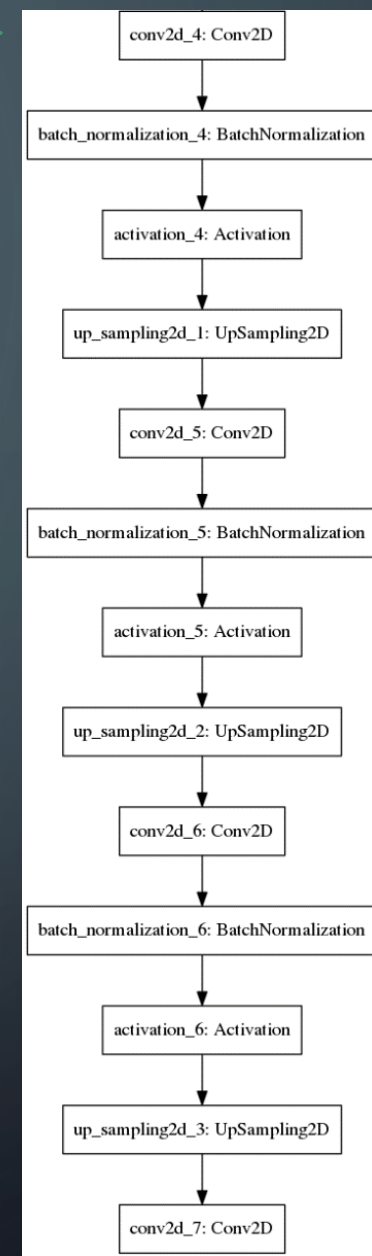 conv2d_4: Conv2D
batch_normalization_4: BatchNormalization
activation_4: Activation
up_sampling2d_1: UpSampling2D
conv2d_5: Conv2D
batch_normalization_5: BatchNormalization
activation_5: Activation
up_sampling2d_2: UpSampling2D
conv2d_6: Conv2D
batch_normalization_6: BatchNormalization
activation_6: Activation
up_sampling2d_3: UpSampling2D
conv2d_7: Conv2D